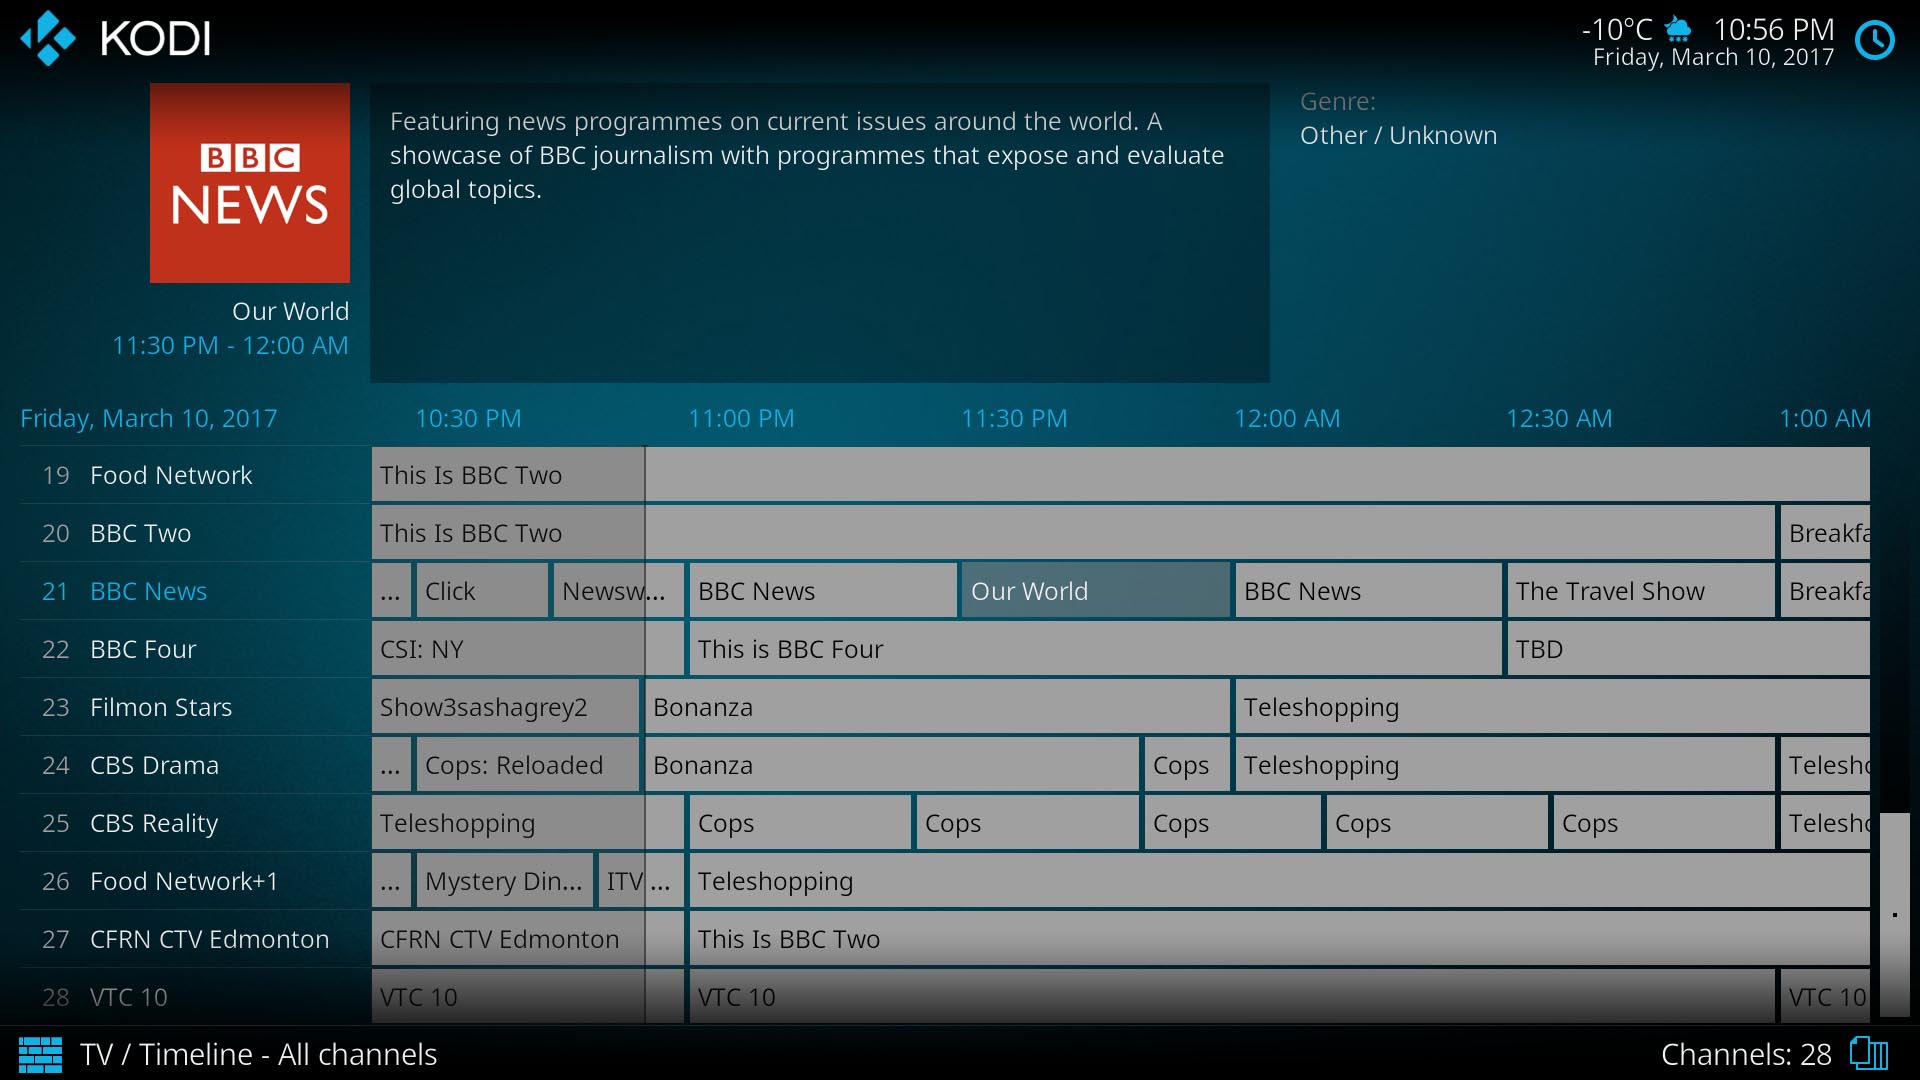 KODI
-10°C 10:56 PM
Friday, March 10, 2017
BBC
NEWS
Our World
11:30 PM - 12:00 AM
Featuring news programmes on current issues around the world. A
showcase of BBC journalism with programmes that expose and evaluate
global topics.
Genre:
Other / Unknown
Friday, March 10, 2017 10:30 PM 11:00 PM 11:30 PM 12:00 AM 12:30 AM 1:00 AM
19 Food Network This Is BBC Two
20 BBC Two This Is BBC Two Breakfa
21 BBC News ... Click Newsw... BBC News Our World BBC News The Travel Show Breakfa
22 BBC Four CSI: NY This is BBC Four TBD
23 Filmon Stars Show3sashagrey2 Bonanza Teleshopping
24 CBS Drama ... Cops: Reloaded Bonanza Cops Teleshopping Telesho
25 CBS Reality Teleshopping Cops Cops Cops Cops Cops Telesho
26 Food Network+1 ... Mystery Din... ITV... Teleshopping
27 CFRN CTV Edmonton CFRN CTV Edmonton This Is BBC Two
28 VTC 10 VTC 10 VTC 10 VTC 10
TV / Timeline - All channels
Channels: 28